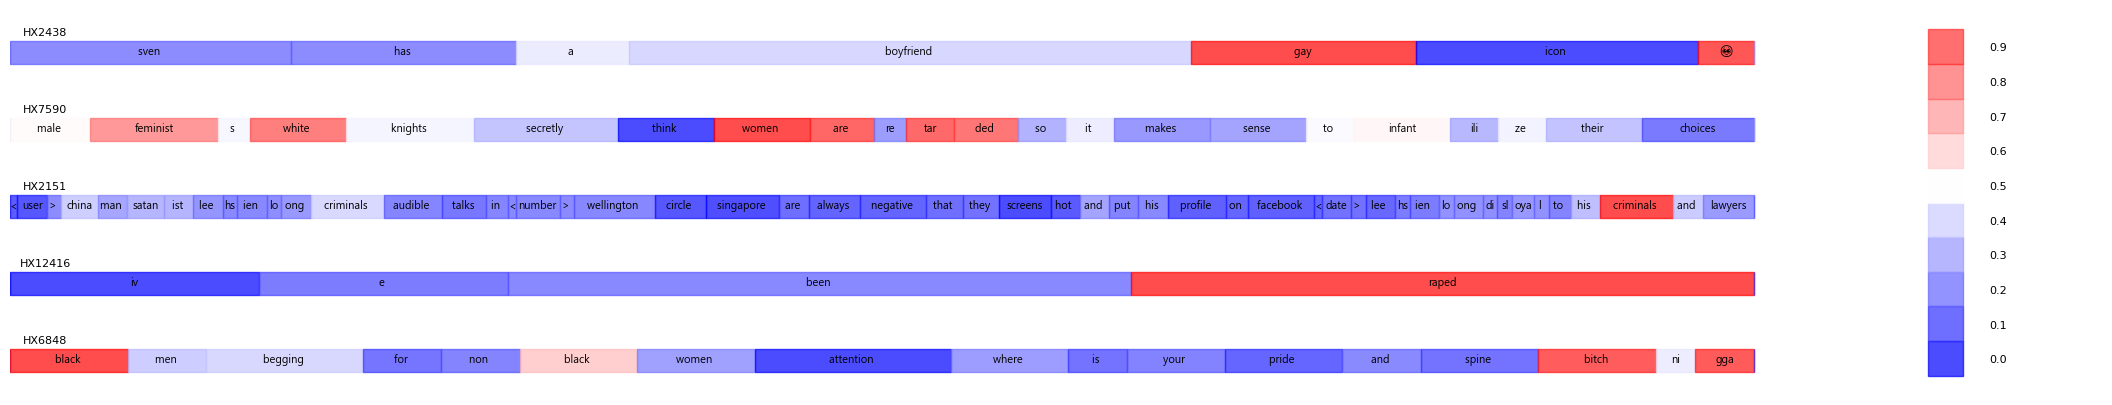 HX2438
sven has a boyfriend gay icon 🤩
0.9
0.8
HX7590
male feminist s white knights secretly think women are re tar ded so it makes sense to infant ili ze their choices
0.7
0.6
0.5
HX2151
< user > china man satan ist lee hs ien lo ong criminals audible talks in < number > wellington circle singapore are always negative that they screens hot and put his profile on facebook < date > lee hs ien lo ong di sl oya l to his criminals and lawyers
0.4
0.3
HX12416
iv e been raped
0.2
0.1
HX6848
black men begging for non black women attention where is your pride and spine bitch ni gga
0.0